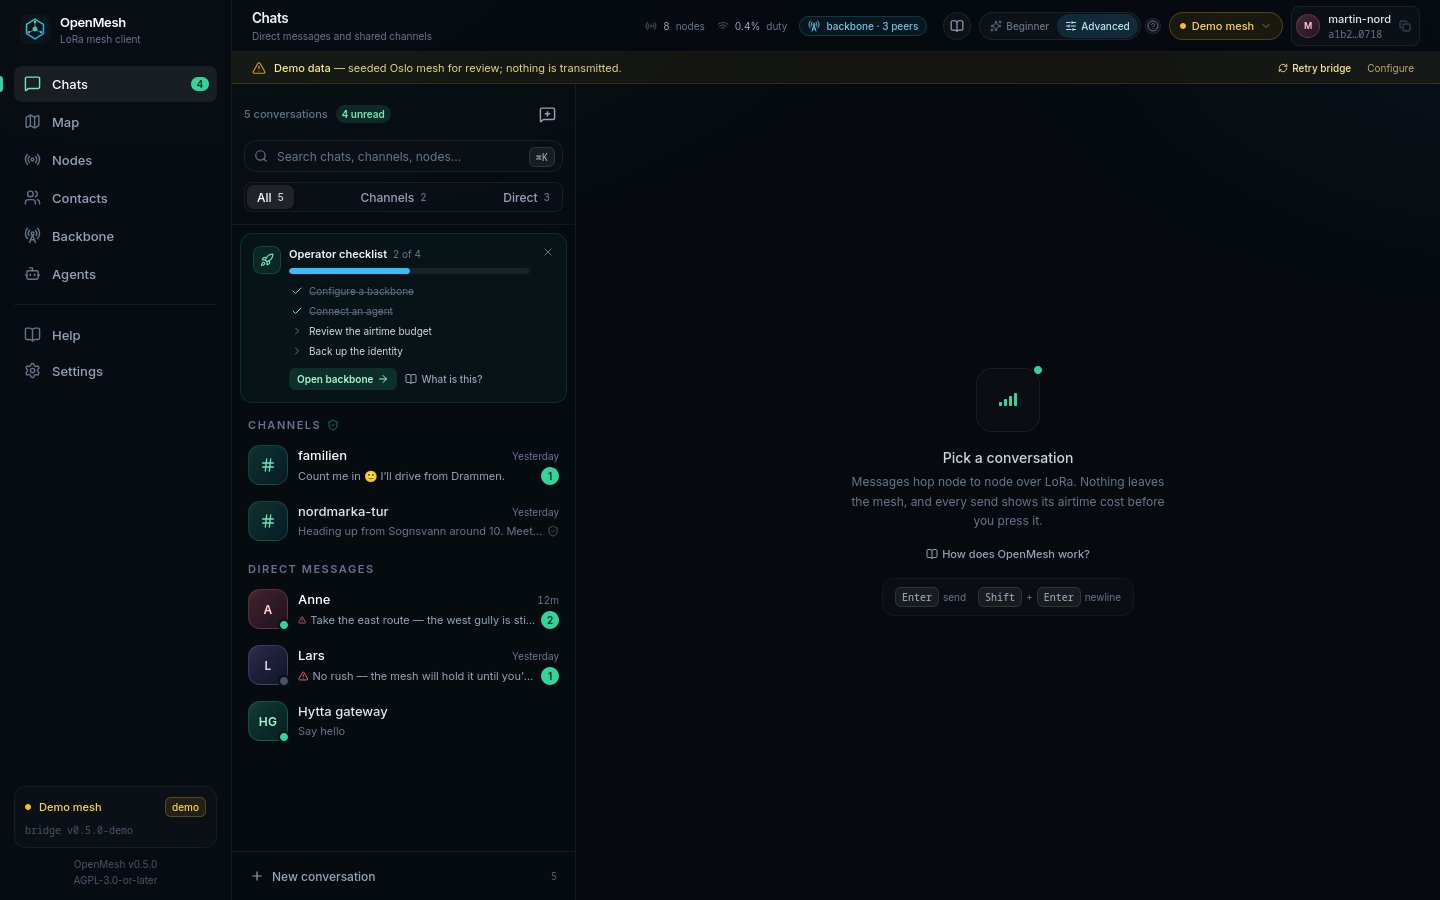 OpenMesh
LoRa mesh client
Chats 4
Map
Nodes
Contacts
Backbone
Agents
Help
Settings
Demo mesh demo
bridge v0.5.0-demo
OpenMesh v0.5.0
AGPL-3.0-or-later
Chats
Direct messages and shared channels
8 nodes 0.4% duty backbone · 3 peers Beginner Advanced Demo mesh M martin-nord
a1b2…0718
Demo data — seeded Oslo mesh for review; nothing is transmitted. Retry bridge Configure
5 conversations 4 unread
Search chats, channels, nodes… ⌘K
All 5 Channels 2 Direct 3
Operator checklist 2 of 4
Configure a backbone
Connect an agent
Review the airtime budget
Back up the identity
Open backbone → What is this?
CHANNELS
# familien Yesterday
Count me in 🙂 I'll drive from Drammen. 1
# nordmarka-tur Yesterday
Heading up from Sognsvann around 10. Meet…
DIRECT MESSAGES
A Anne 12m
Take the east route — the west gully is sti… 2
L Lars Yesterday
No rush — the mesh will hold it until you'… 1
HG Hytta gateway
Say hello
+ New conversation 5
Pick a conversation
Messages hop node to node over LoRa. Nothing leaves
the mesh, and every send shows its airtime cost before
you press it.
How does OpenMesh work?
Enter send Shift + Enter newline